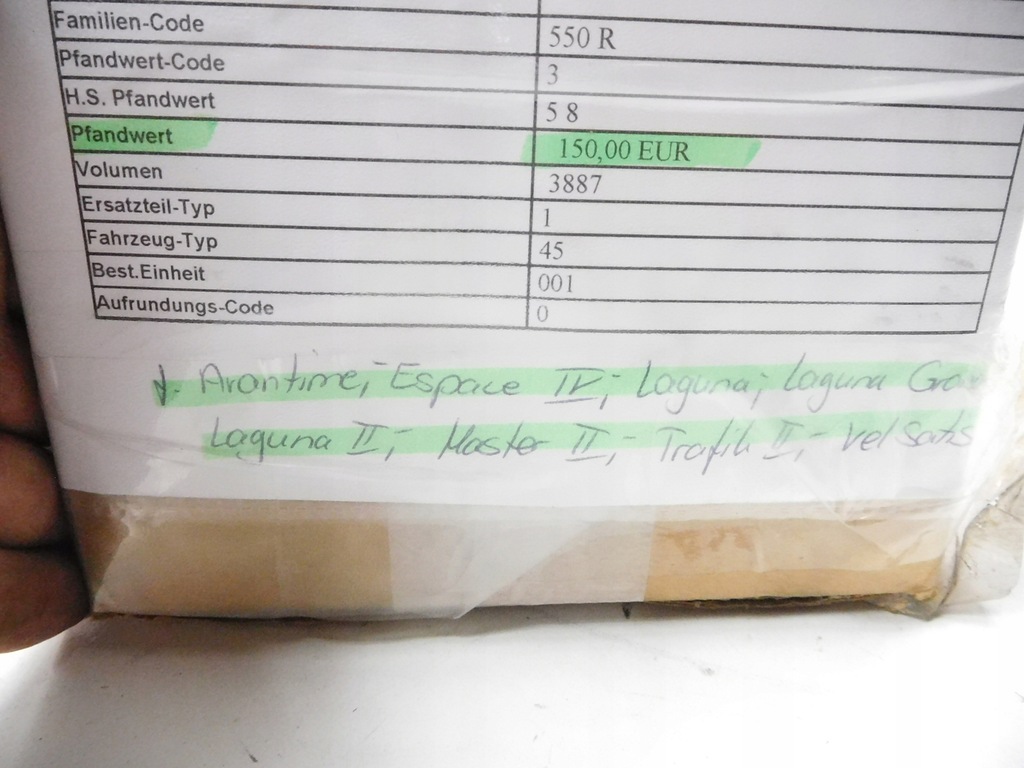 Familien-Code 550 R
Pfandwert-Code 3
H.S. Pfandwert 5 8
Pfandwert 150,00 EUR
Volumen 3887
Ersatzteil-Typ 1
Fahrzeug-Typ 45
Best.Einheit 001
Aufrundungs-Code 0
f. Avantime,- Espace IV,- Laguna,- Laguna
Laguna II,- Master II,- Trafik II,- Vel Satis